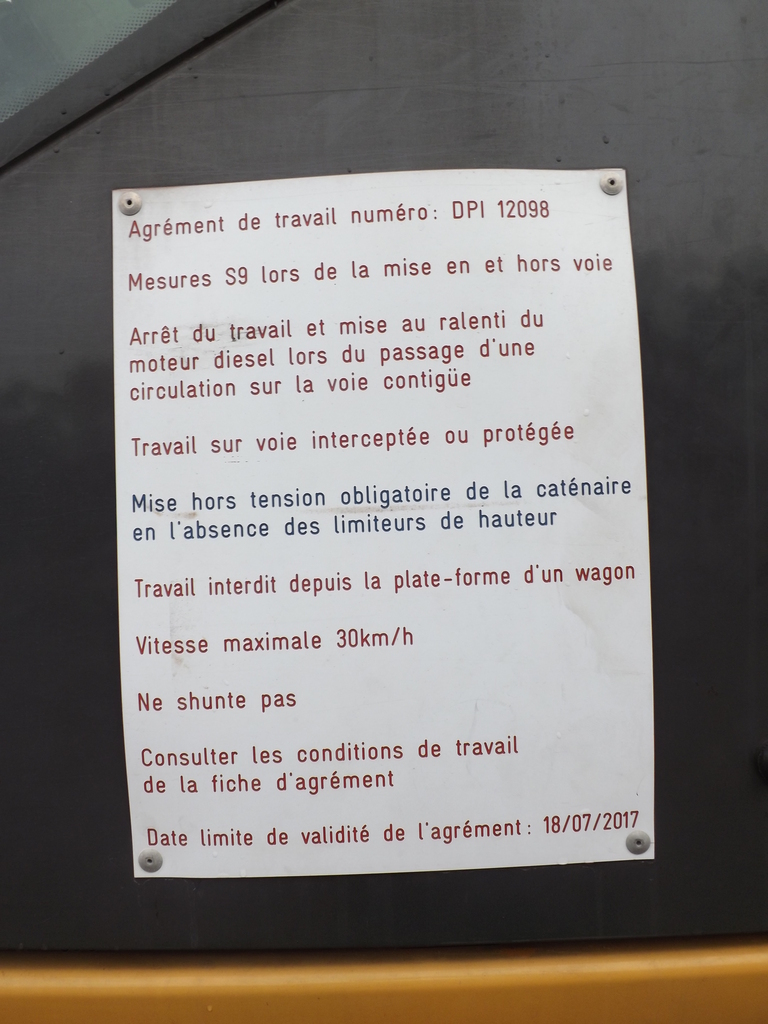 Agrément de travail numéro: DPI 12098
Mesures S9 lors de la mise en et hors voie
Arrêt du travail et mise au ralenti du
moteur diesel lors du passage d'une
circulation sur la voie contigüe
Travail sur voie interceptée ou protégée
Mise hors tension obligatoire de la caténaire
en l'absence des limiteurs de hauteur
Travail interdit depuis la plate-forme d'un wagon
Vitesse maximale 30km/h
Ne shunte pas
Consulter les conditions de travail
de la fiche d'agrément
Date limite de validité de l'agrément: 18/07/2017